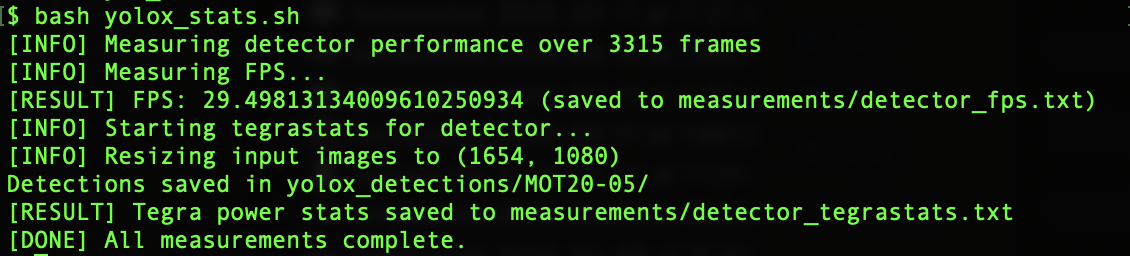 $ bash yolox_stats.sh
[INFO] Measuring detector performance over 3315 frames
[INFO] Measuring FPS...
[RESULT] FPS: 29.49813134009610250934 (saved to measurements/detector_fps.txt)
[INFO] Starting tegrastats for detector...
[INFO] Resizing input images to (1654, 1080)
Detections saved in yolox_detections/MOT20-05/
[RESULT] Tegra power stats saved to measurements/detector_tegrastats.txt
[DONE] All measurements complete.